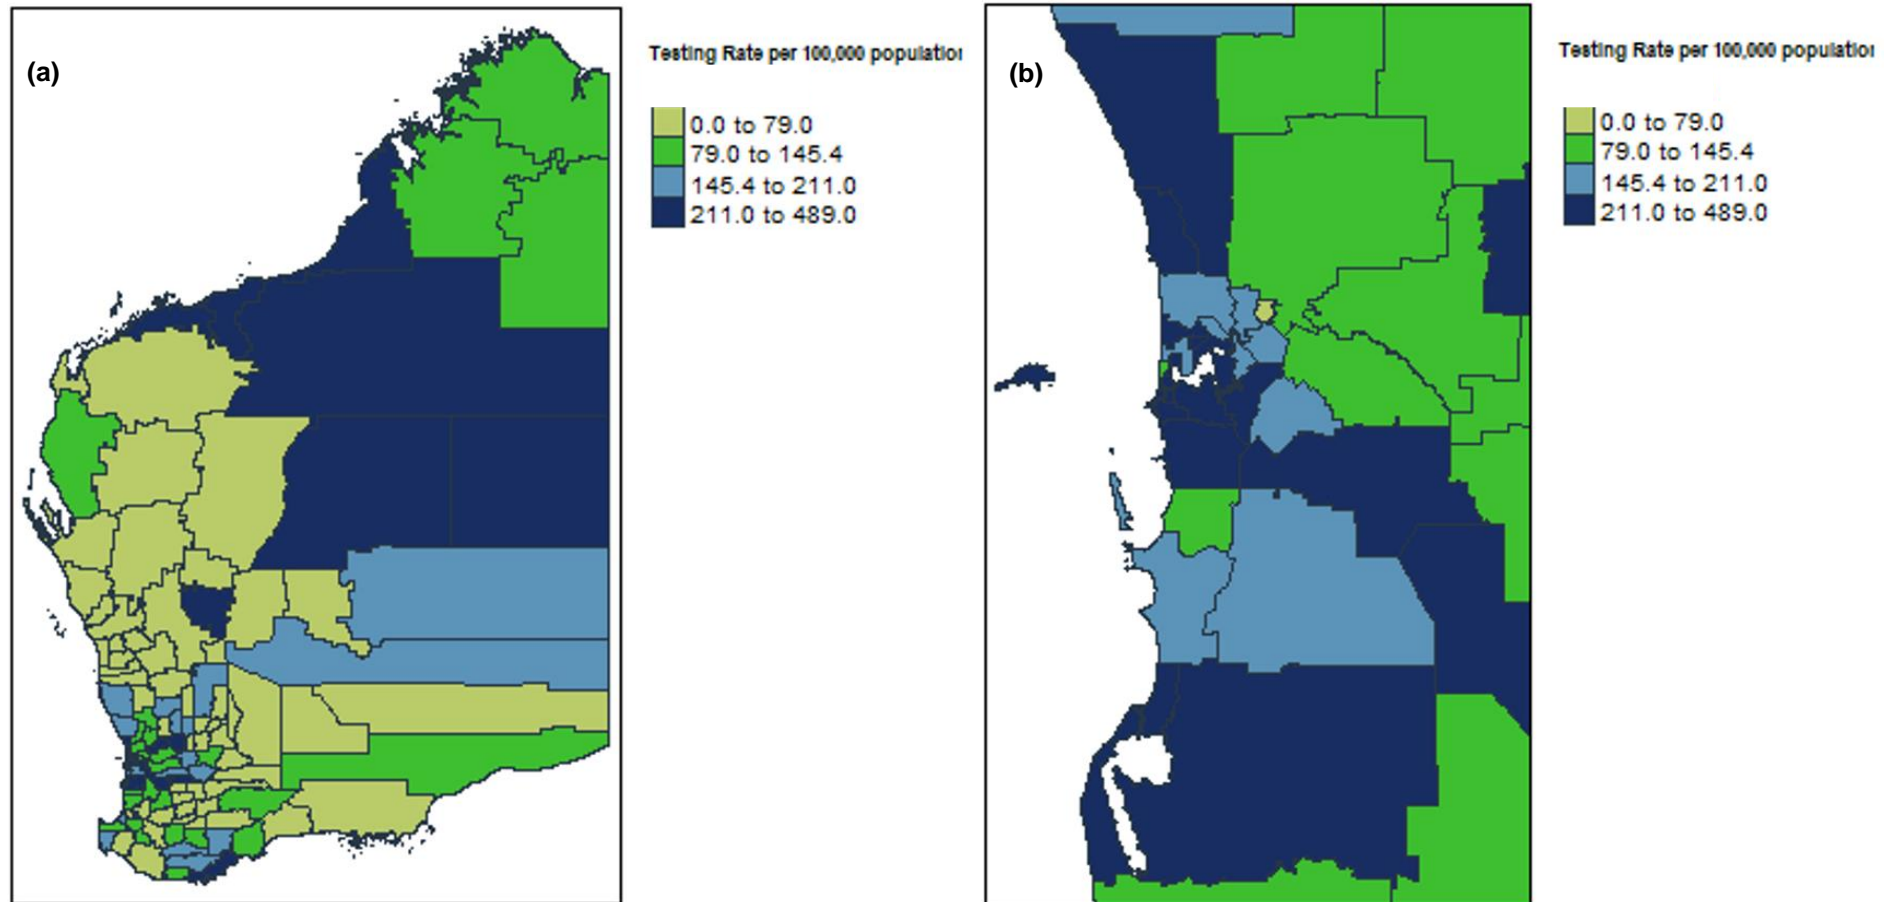 (a)
Testing Rate per 100,000 population
0.0 to 79.0
79.0 to 145.4
145.4 to 211.0
211.0 to 489.0
(b)
Testing Rate per 100,000 population
0.0 to 79.0
79.0 to 145.4
145.4 to 211.0
211.0 to 489.0